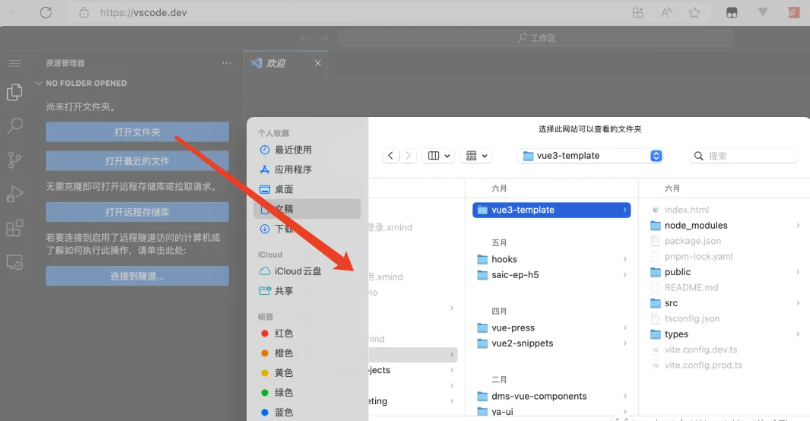 https://vscode.dev
工作区
资源管理器
欢迎
NO FOLDER OPENED
尚未打开文件夹。
打开文件夹
打开最近的文件
无需克隆即可打开远程存储库或拉取请求。
打开远程存储库
若要连接到启用了远程隧道访问的计算机或
了解如何执行此操作，请单击此处:
连接到隧道...
选择此网站可以查看的文件夹
vue3-template
搜索
个人收藏
最近使用
应用程序
桌面
文稿
下载
iCloud
iCloud 云盘
共享
标签
红色
橙色
黄色
绿色
蓝色
.xmind
.xmind
六月
vue3-template
五月
hooks
saic-ep-h5
四月
vue-press
vue2-snippets
二月
dms-vue-components
ya-ui
六月
index.html
node_modules
package.json
pnpm-lock.yaml
public
README.md
src
tsconfig.json
types
vite.config.dev.ts
vite.config.prod.ts